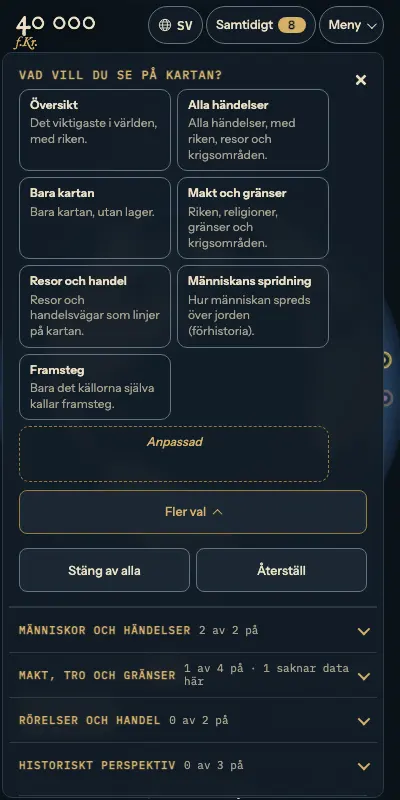 40 000
f.Kr.
SV
Samtidigt 8
Meny
VAD VILL DU SE PÅ KARTAN?
Översikt
Det viktigaste i världen,
med riken.
Alla händelser
Alla händelser, med
riken, resor och
krigsområden.
Bara kartan
Bara kartan, utan lager.
Makt och gränser
Riken, religioner,
gränser och
krigsområden.
Resor och handel
Resor och
handelsvägar som linjer
på kartan.
Människans spridning
Hur människan spreds
över jorden
(förhistoria).
Framsteg
Bara det källorna själva
kallar framsteg.
Anpassad
Fler val
Stäng av alla
Återställ
MÄNNISKOR OCH HÄNDELSER 2 av 2 på
MAKT, TRO OCH GRÄNSER 1 av 4 på · 1 saknar data
här
RÖRELSER OCH HANDEL 0 av 2 på
HISTORISKT PERSPEKTIV 0 av 3 på